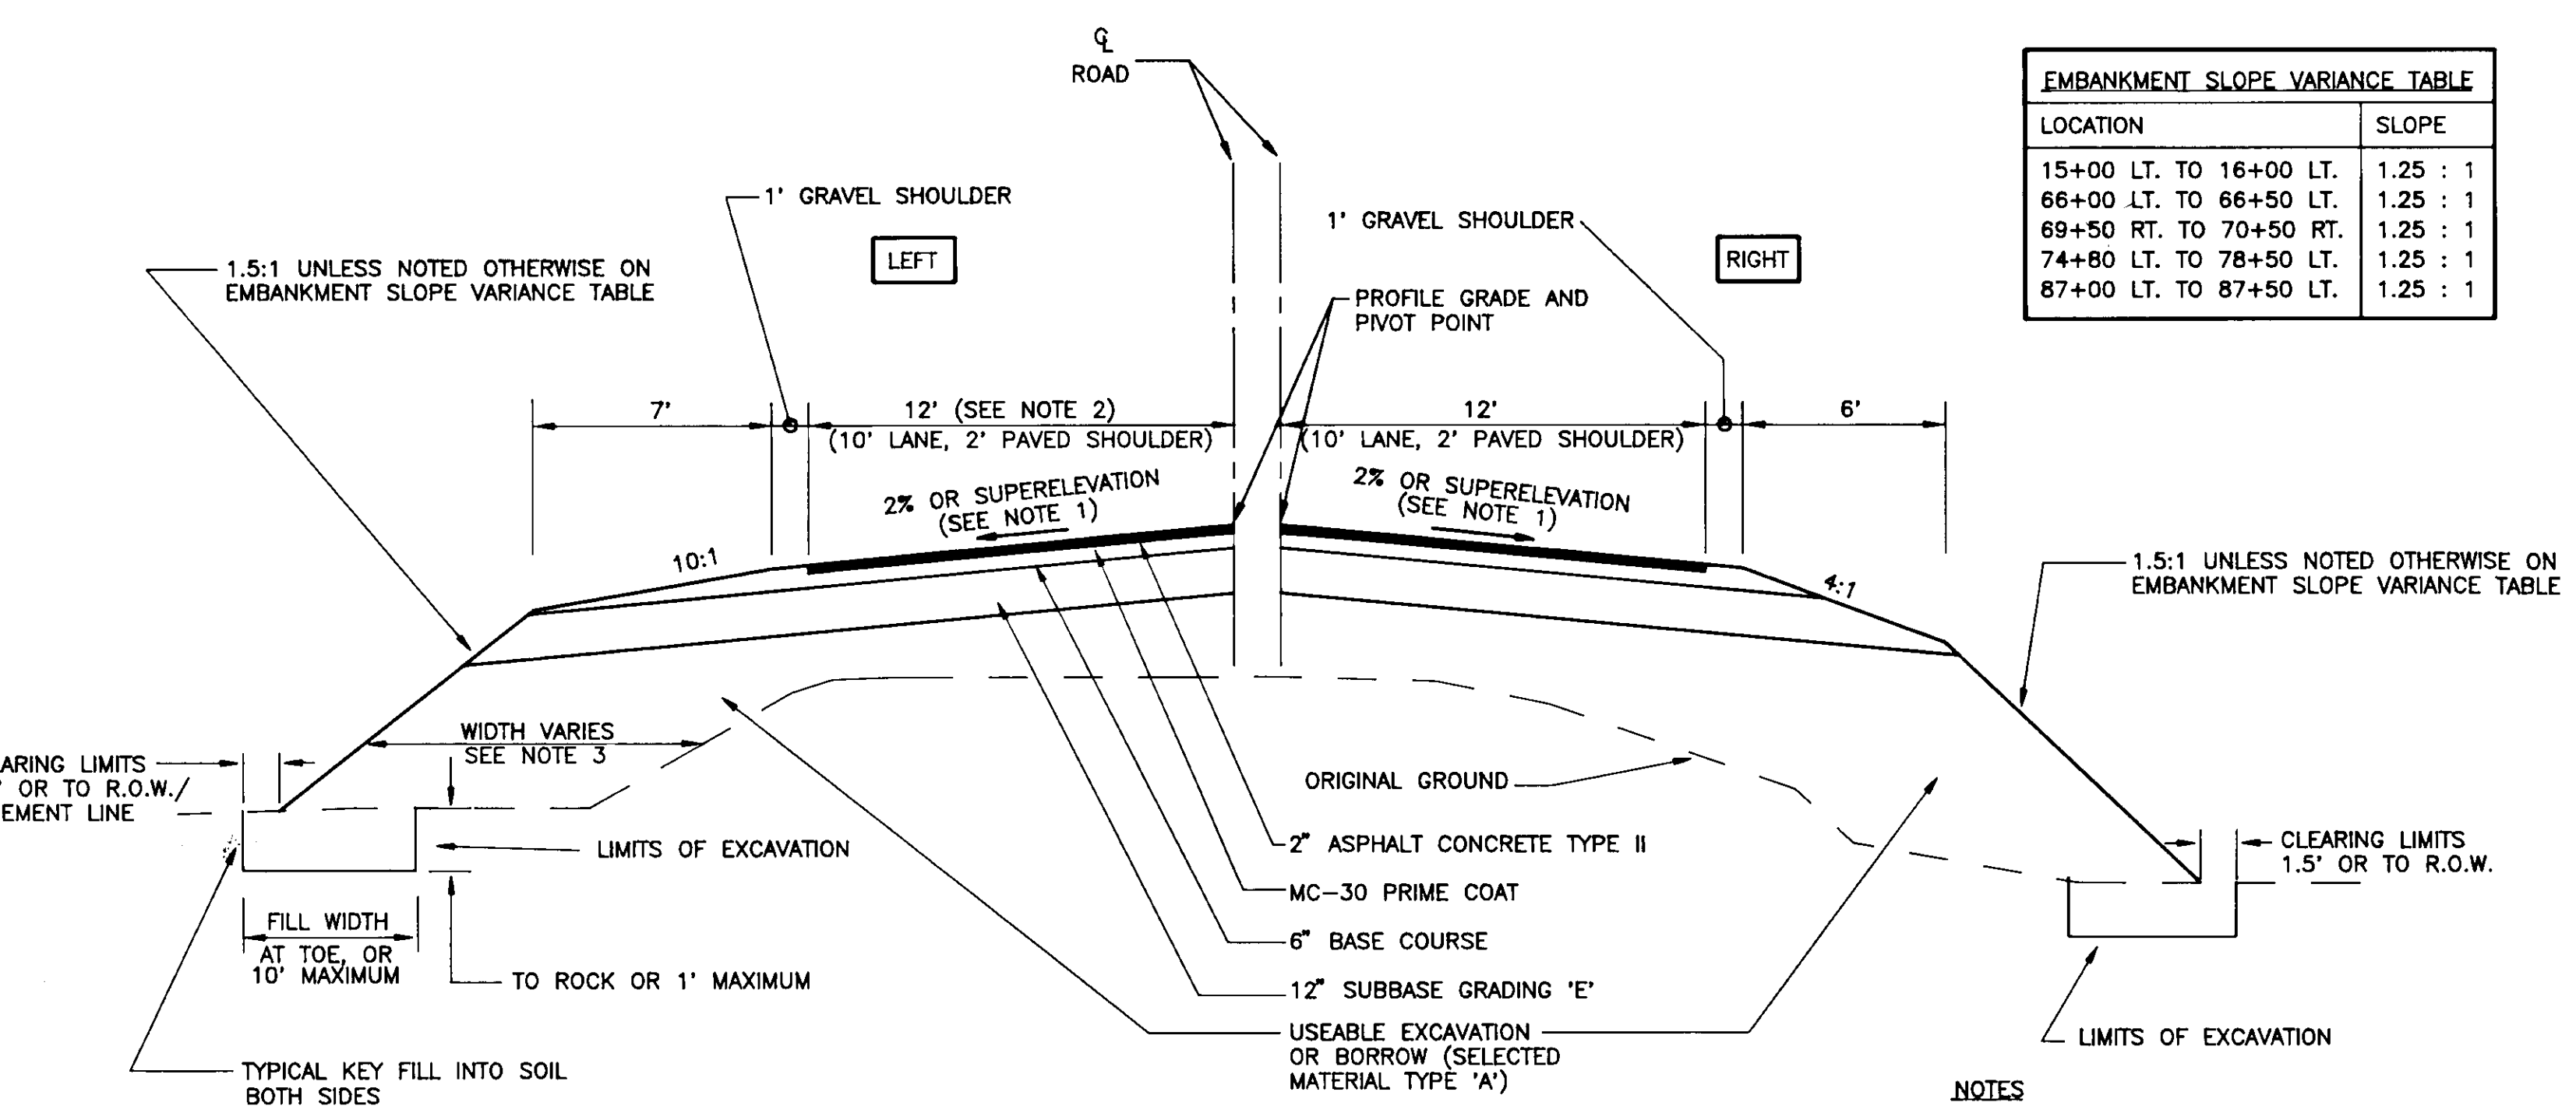 ℄
ROAD
EMBANKMENT SLOPE VARIANCE TABLE
LOCATION SLOPE
15+00 LT. TO 16+00 LT. 1.25 : 1
66+00 LT. TO 66+50 LT. 1.25 : 1
69+50 RT. TO 70+50 RT. 1.25 : 1
74+80 LT. TO 78+50 LT. 1.25 : 1
87+00 LT. TO 87+50 LT. 1.25 : 1
1' GRAVEL SHOULDER
1' GRAVEL SHOULDER
LEFT
RIGHT
1.5:1 UNLESS NOTED OTHERWISE ON
EMBANKMENT SLOPE VARIANCE TABLE
PROFILE GRADE AND
PIVOT POINT
7'
12' (SEE NOTE 2)
(10' LANE, 2' PAVED SHOULDER)
12'
(10' LANE, 2' PAVED SHOULDER)
6'
2% OR SUPERELEVATION
(SEE NOTE 1)
2% OR SUPERELEVATION
(SEE NOTE 1)
10:1
4:1
1.5:1 UNLESS NOTED OTHERWISE ON
EMBANKMENT SLOPE VARIANCE TABLE
WIDTH VARIES
SEE NOTE 3
ARING LIMITS
' OR TO R.O.W./
EMENT LINE
ORIGINAL GROUND
LIMITS OF EXCAVATION
2" ASPHALT CONCRETE TYPE II
CLEARING LIMITS
1.5' OR TO R.O.W.
MC-30 PRIME COAT
FILL WIDTH
AT TOE, OR
10' MAXIMUM
6" BASE COURSE
TO ROCK OR 1' MAXIMUM
12" SUBBASE GRADING 'E'
USEABLE EXCAVATION
OR BORROW (SELECTED
MATERIAL TYPE 'A')
LIMITS OF EXCAVATION
TYPICAL KEY FILL INTO SOIL
BOTH SIDES
NOTES